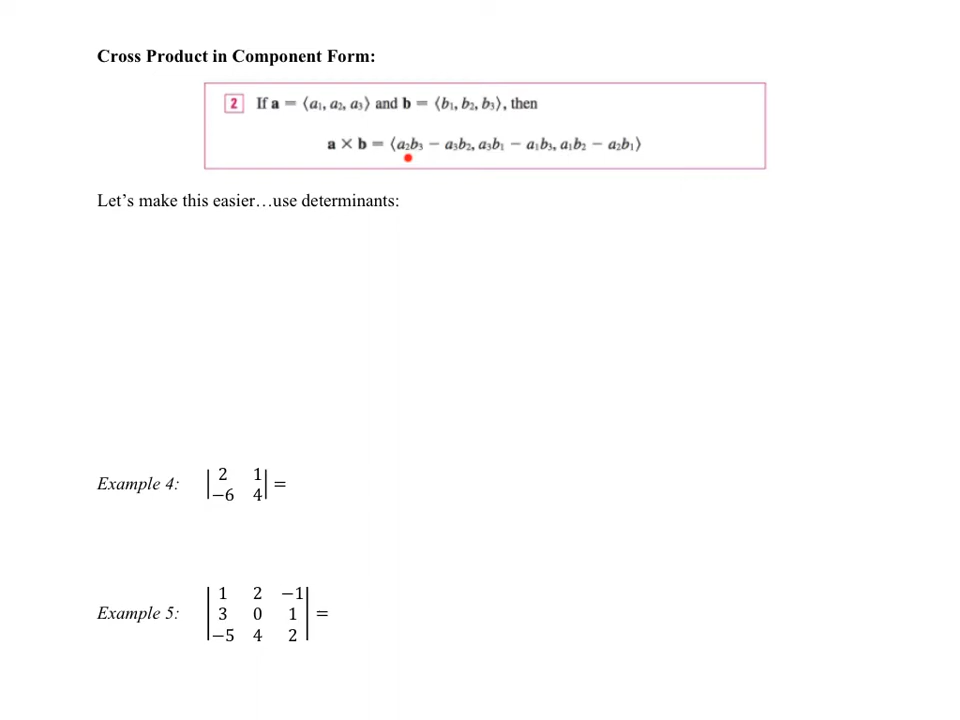 Cross Product in Component Form:
2 If a = ⟨a₁, a₂, a₃⟩ and b = ⟨b₁, b₂, b₃⟩, then
a × b = ⟨a₂b₃ − a₃b₂, a₃b₁ − a₁b₃, a₁b₂ − a₂b₁⟩
Let’s make this easier…use determinants:
Example 4: | 2 1 |
| −6 4 | =
Example 5: | 1 2 −1 |
| 3 0 1 | =
| −5 4 2 |